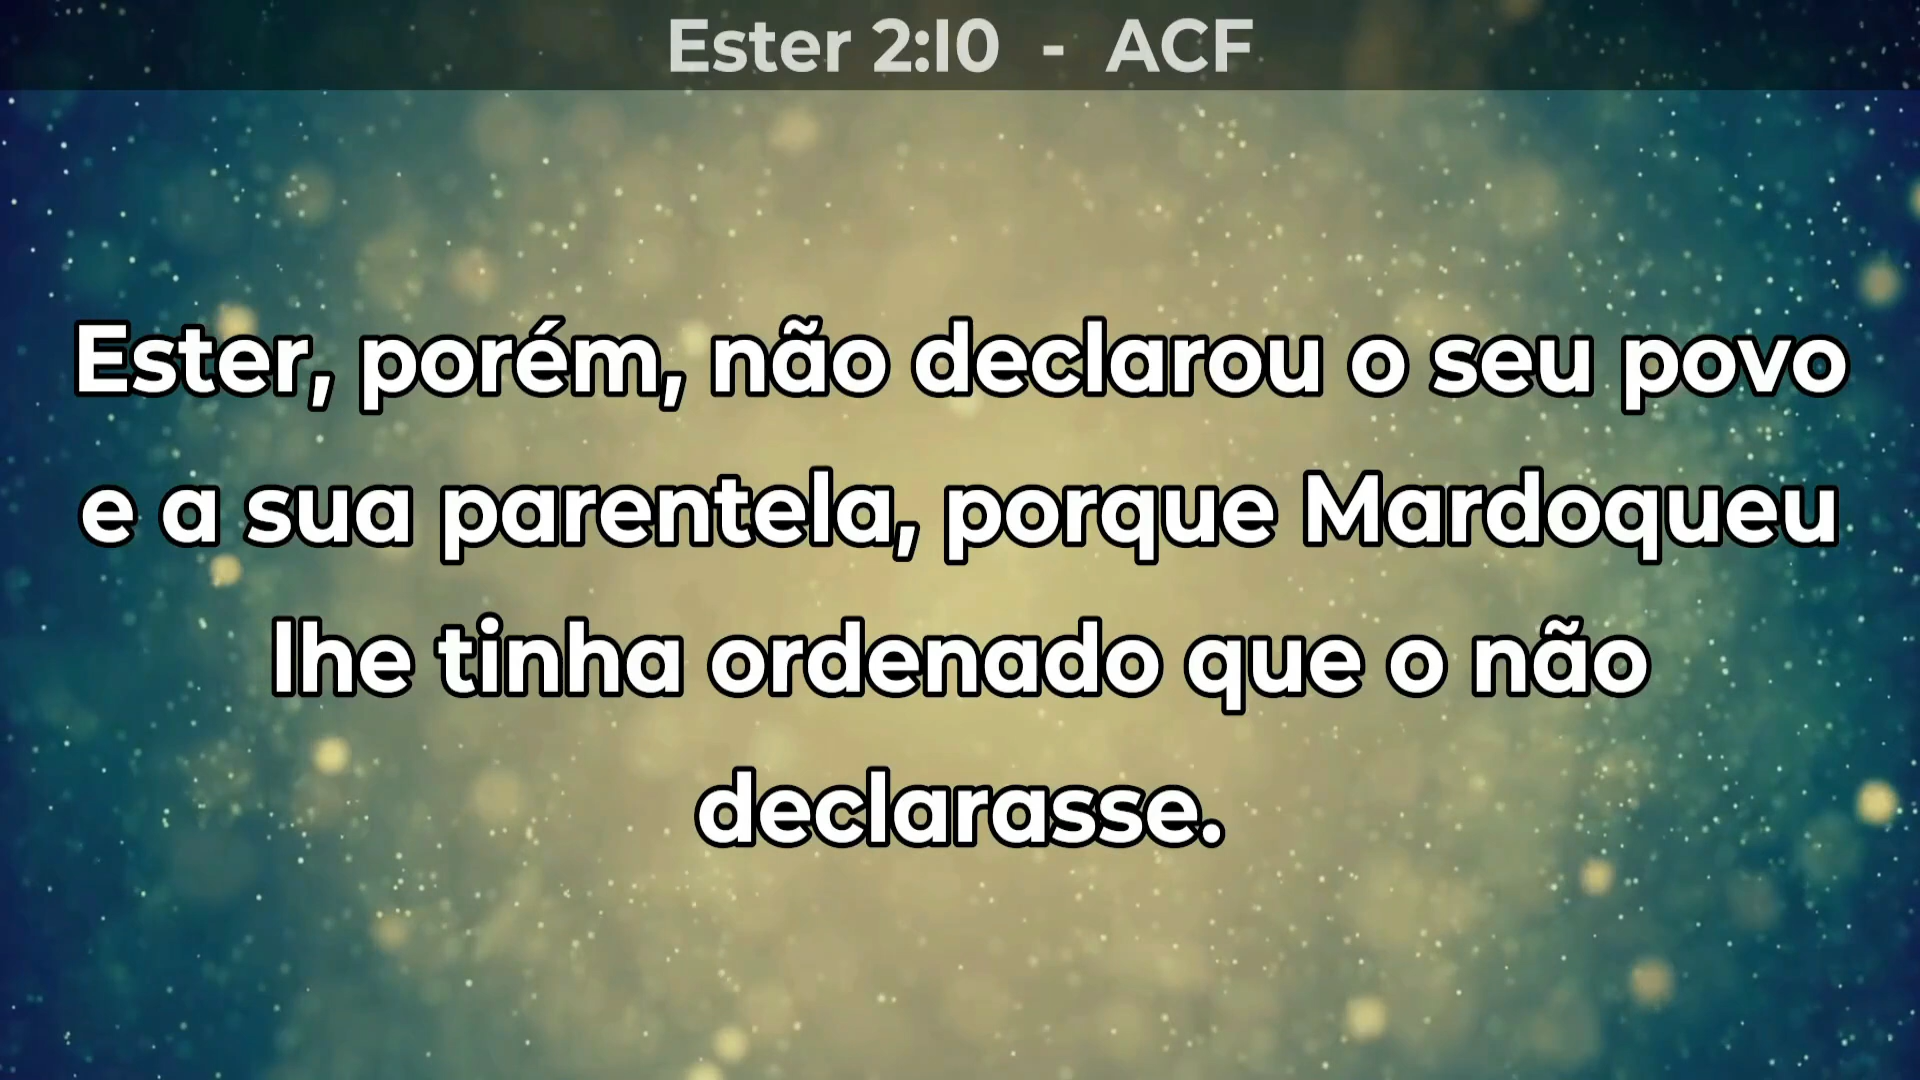 Ester 2:10 - ACF
Ester, porém, não declarou o seu povo
e a sua parentela, porque Mardoqueu
lhe tinha ordenado que o não
declarasse.